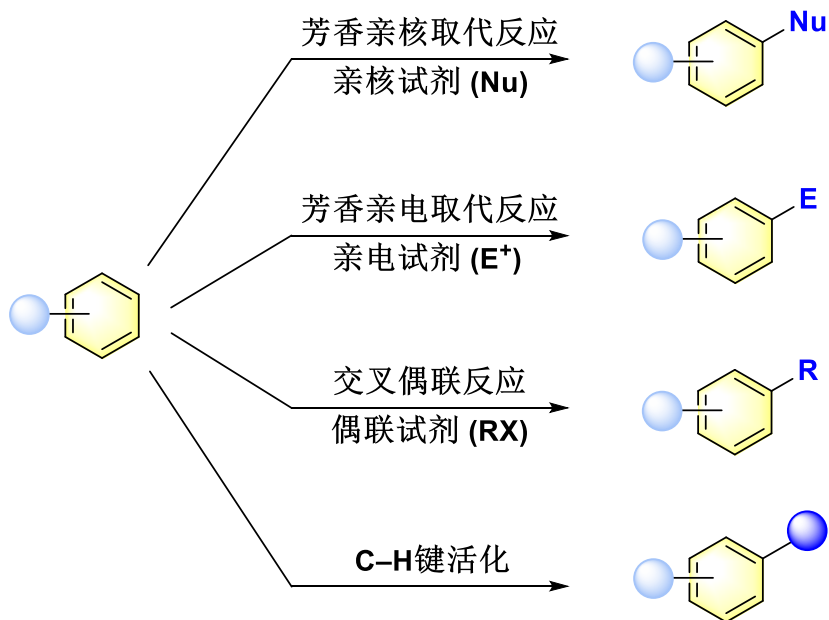 芳香亲核取代反应
亲核试剂 (Nu)
Nu
芳香亲电取代反应
亲电试剂 (E⁺)
E
交叉偶联反应
偶联试剂 (RX)
R
C–H键活化